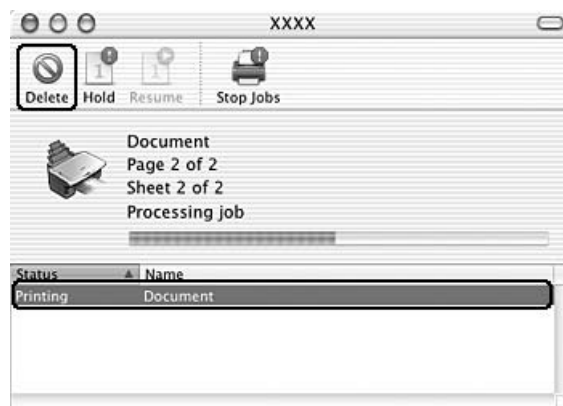 XXXX
Delete Hold Resume Stop Jobs
Document
Page 2 of 2
Sheet 2 of 2
Processing job
Status Name
Printing Document